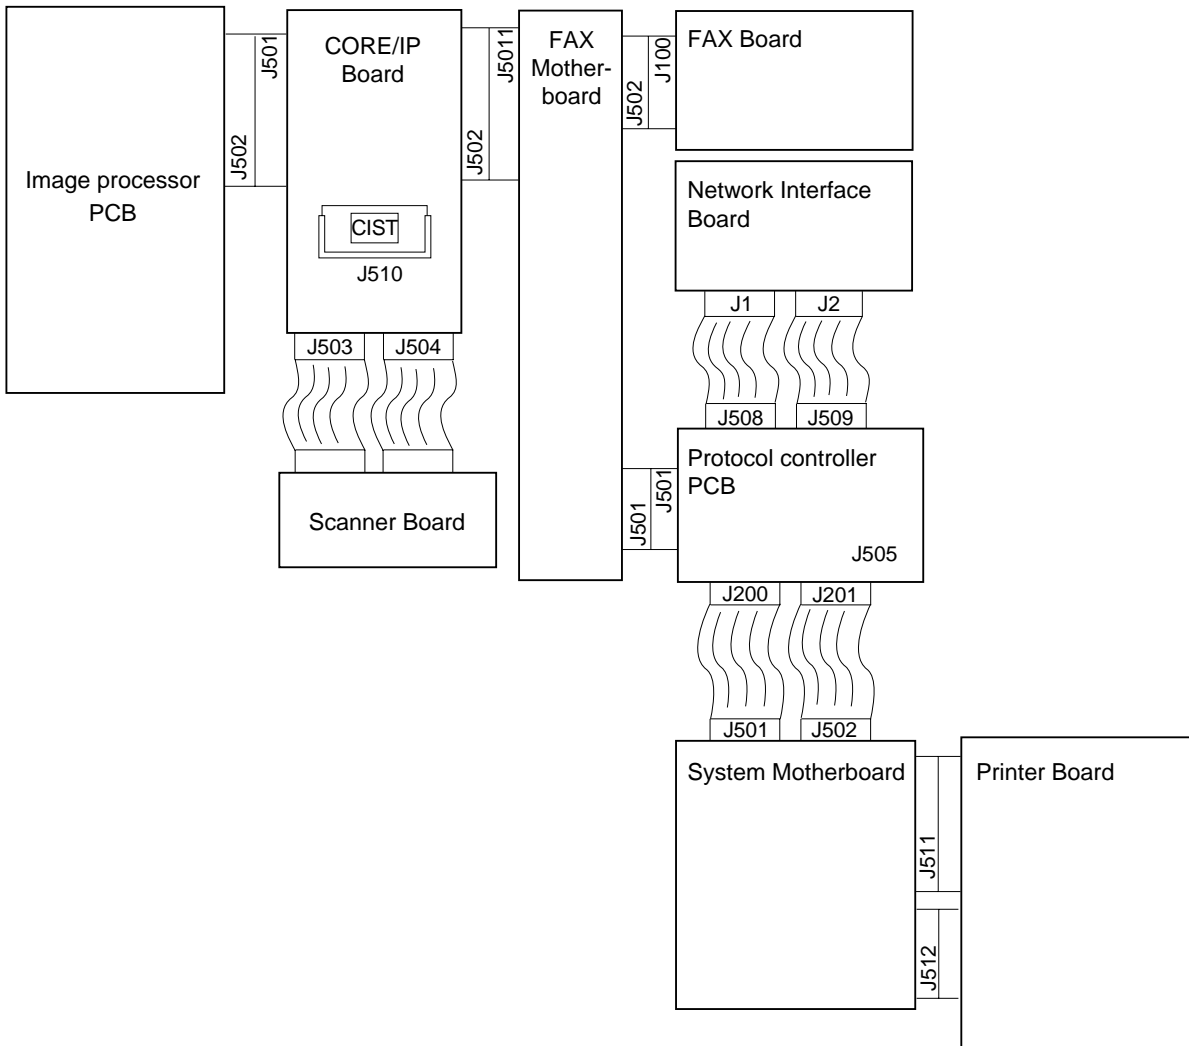 Image processor
PCB
J502
J501
CORE/IP
Board
CIST
J510
J503
J504
Scanner Board
J502
J5011
FAX
Mother-
board
J502
J100
FAX Board
Network Interface
Board
J1
J2
J508
J509
J501
J501
Protocol controller
PCB
J505
J200
J201
J501
J502
System Motherboard
J511
J512
Printer Board